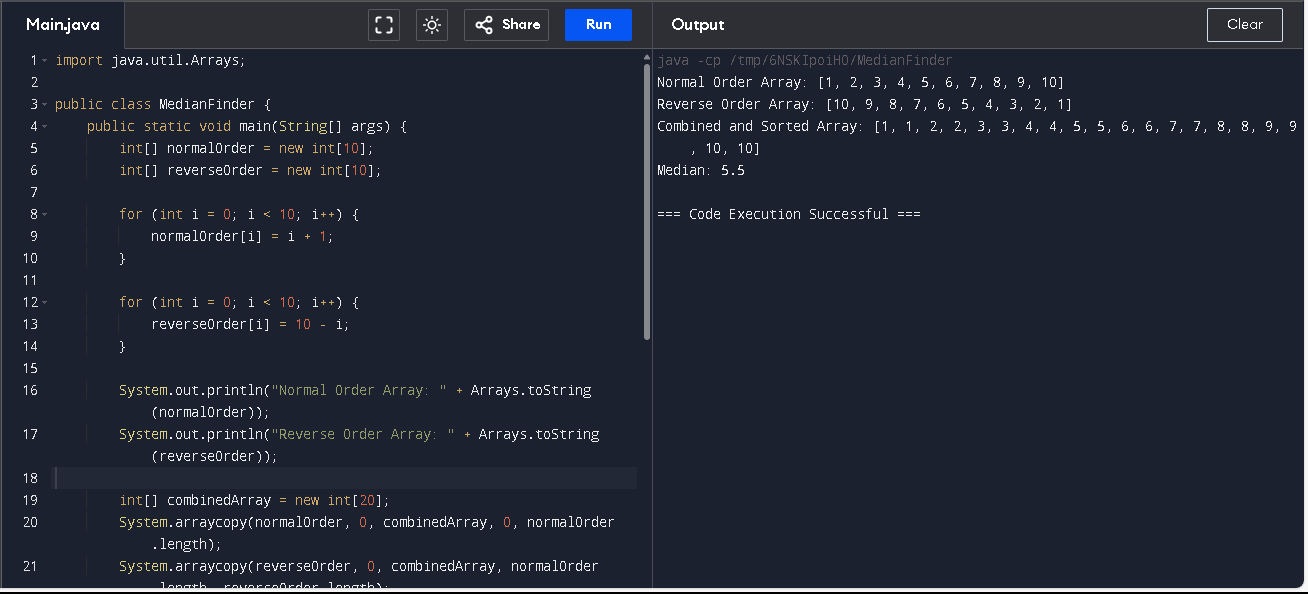 Main.java
Share
Run
Output
Clear
1 import java.util.Arrays;
2
3 public class MedianFinder {
4 public static void main(String[] args) {
5 int[] normalOrder = new int[10];
6 int[] reverseOrder = new int[10];
7
8 for (int i = 0; i < 10; i++) {
9 normalOrder[i] = i + 1;
10 }
11
12 for (int i = 0; i < 10; i++) {
13 reverseOrder[i] = 10 - i;
14 }
15
16 System.out.println("Normal Order Array: " + Arrays.toString
(normalOrder));
17 System.out.println("Reverse Order Array: " + Arrays.toString
(reverseOrder));
18
19 int[] combinedArray = new int[20];
20 System.arraycopy(normalOrder, 0, combinedArray, 0, normalOrder
.length);
21 System.arraycopy(reverseOrder, 0, combinedArray, normalOrder
.length, reverseOrder.length);
java -cp /tmp/6NSKIpoiHO/MedianFinder
Normal Order Array: [1, 2, 3, 4, 5, 6, 7, 8, 9, 10]
Reverse Order Array: [10, 9, 8, 7, 6, 5, 4, 3, 2, 1]
Combined and Sorted Array: [1, 1, 2, 2, 3, 3, 4, 4, 5, 5, 6, 6, 7, 7, 8, 8, 9, 9
, 10, 10]
Median: 5.5
=== Code Execution Successful ===